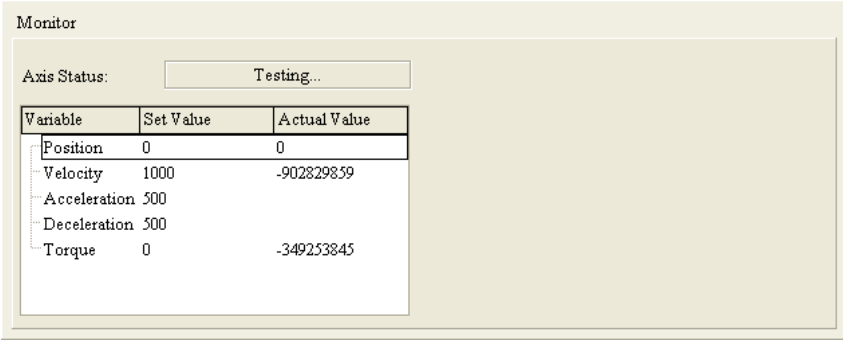 Monitor
Axis Status: Testing...
Variable Set Value Actual Value
Position 0 0
Velocity 1000 -902829859
Acceleration 500
Deceleration 500
Torque 0 -349253845